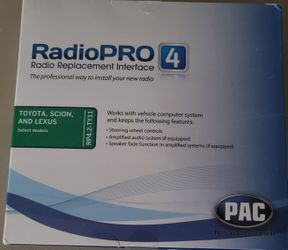 RadioPRO 4
Radio Replacement Interface
The professional way to install your new radio
TOYOTA, SCION,
AND LEXUS
Select models
RP4.2-TY11
Works with vehicle computer system
and keeps the following features:
• Steering wheel controls
• Amplified audio system (if equipped)
• Speaker fade function in amplified systems (if equipped)
PAC